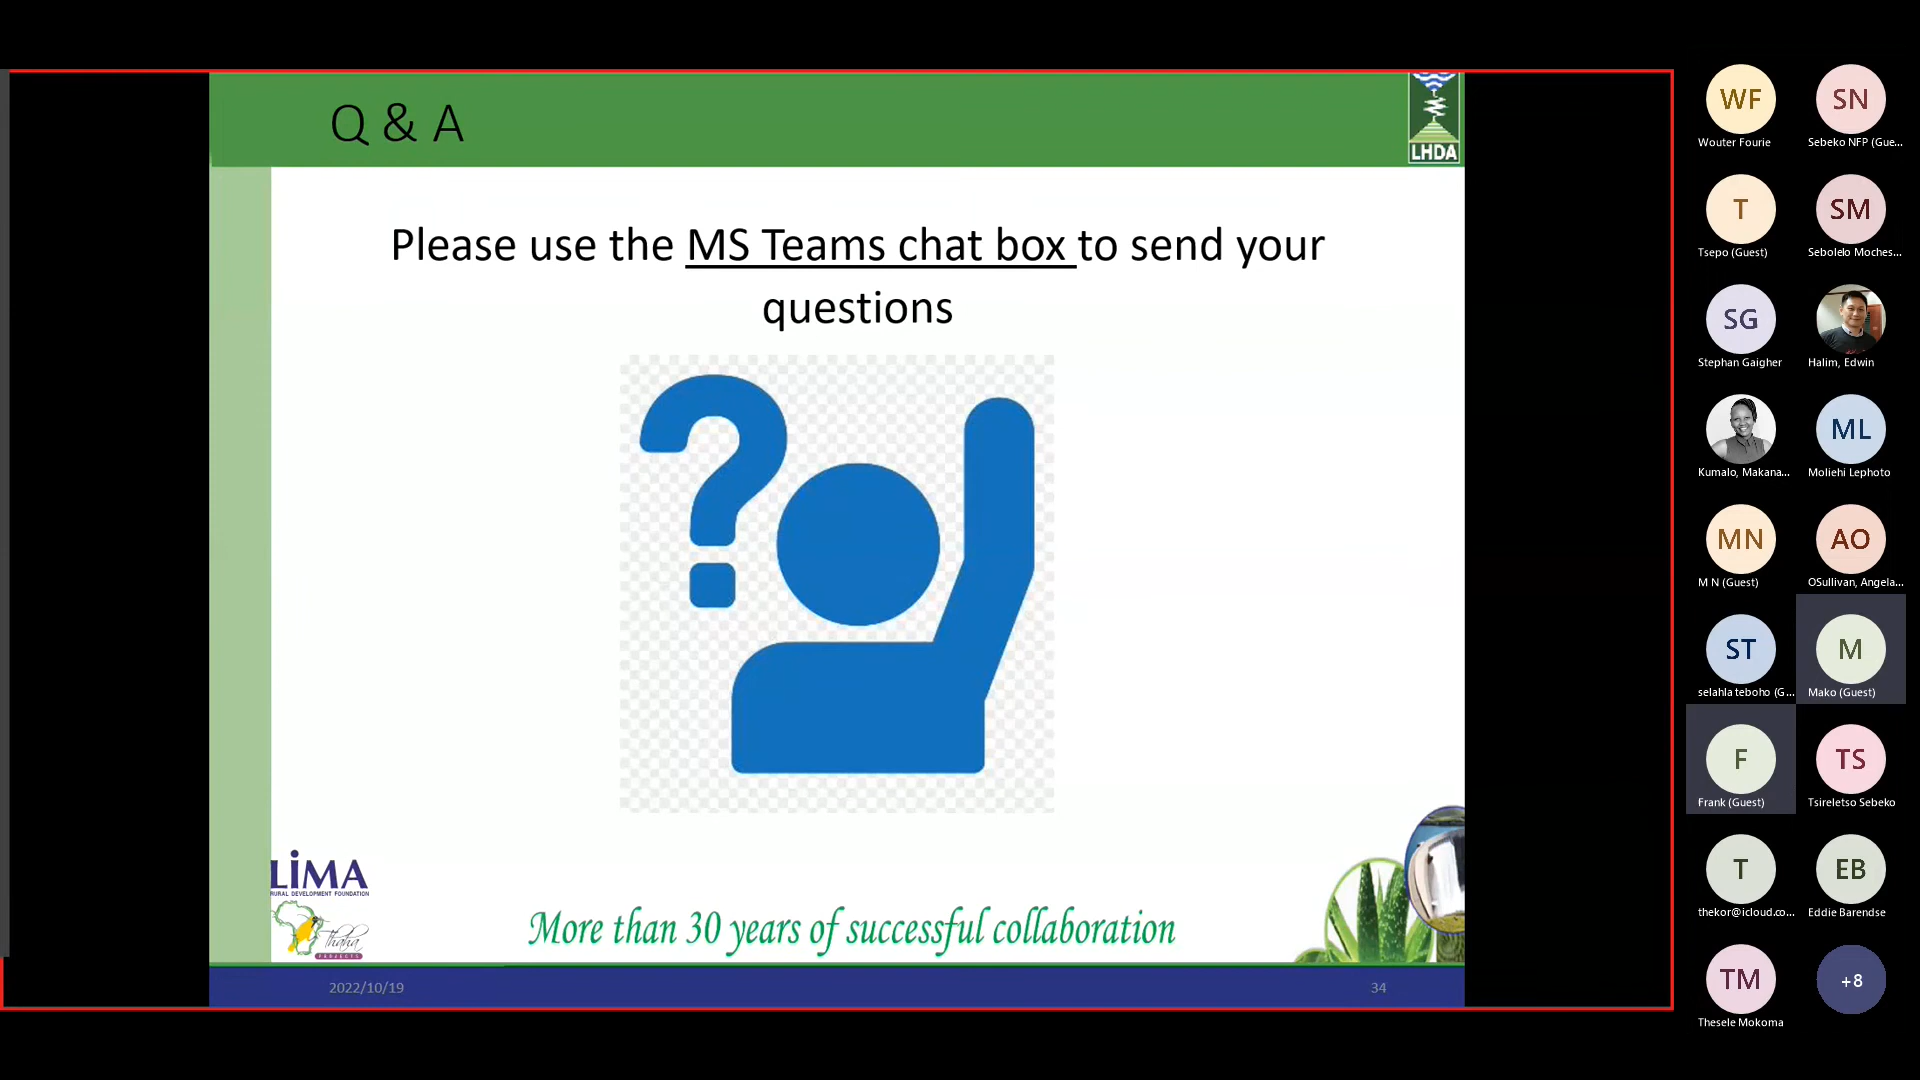 Q & A
LHDA
Please use the MS Teams chat box to send your
questions
LiMA
RURAL DEVELOPMENT FOUNDATION
Thaha
PROJECTS
More than 30 years of successful collaboration
2022/10/19
34
WF
Wouter Fourie
SN
Sebeko NFP (Gue...
T
Tsepo (Guest)
SM
Sebolelo Moches...
SG
Stephan Gaigher
Halim, Edwin
Kumalo, Makana...
ML
Moliehi Lephoto
MN
M N (Guest)
AO
OSullivan, Angela...
ST
selahla teboho (G...
M
Mako (Guest)
F
Frank (Guest)
TS
Tsireletso Sebeko
T
thekor@icloud.co...
EB
Eddie Barendse
TM
Thesele Mokoma
+8